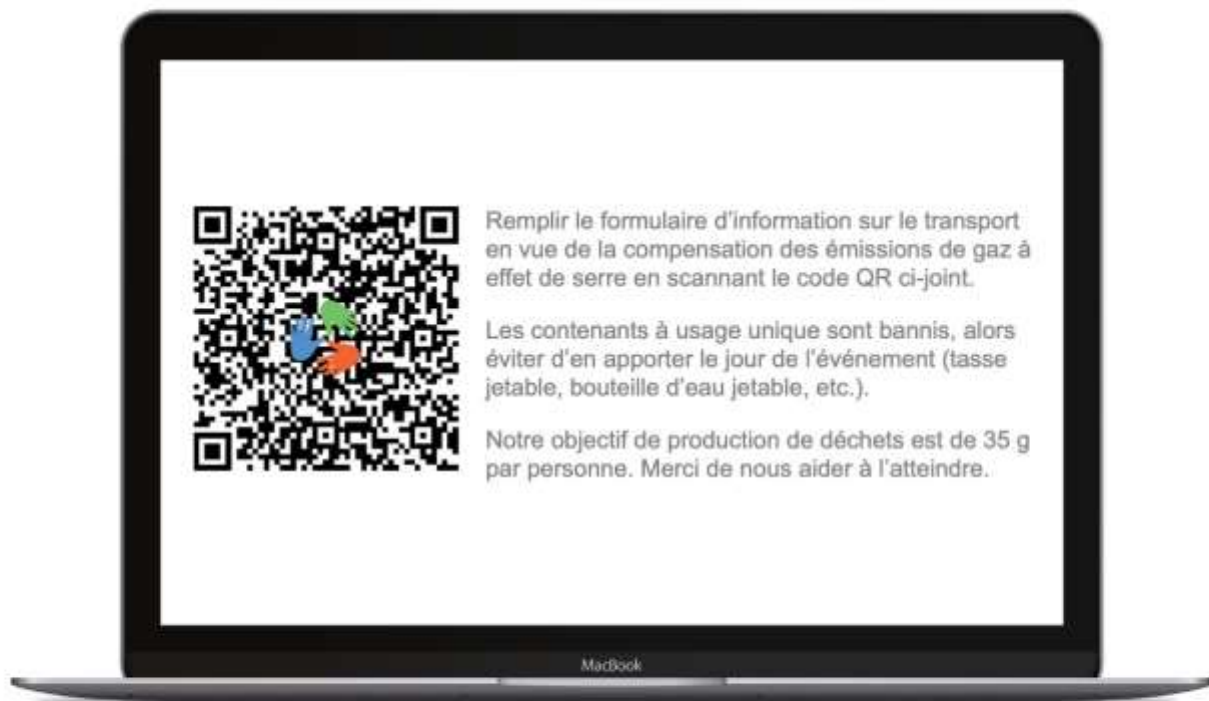 Remplir le formulaire d'information sur le transport
en vue de la compensation des émissions de gaz à
effet de serre en scannant le code QR ci-joint.
Les contenants à usage unique sont bannis, alors
éviter d'en apporter le jour de l'événement (tasse
jetable, bouteille d'eau jetable, etc.).
Notre objectif de production de déchets est de 35 g
par personne. Merci de nous aider à l'atteindre.
MacBook